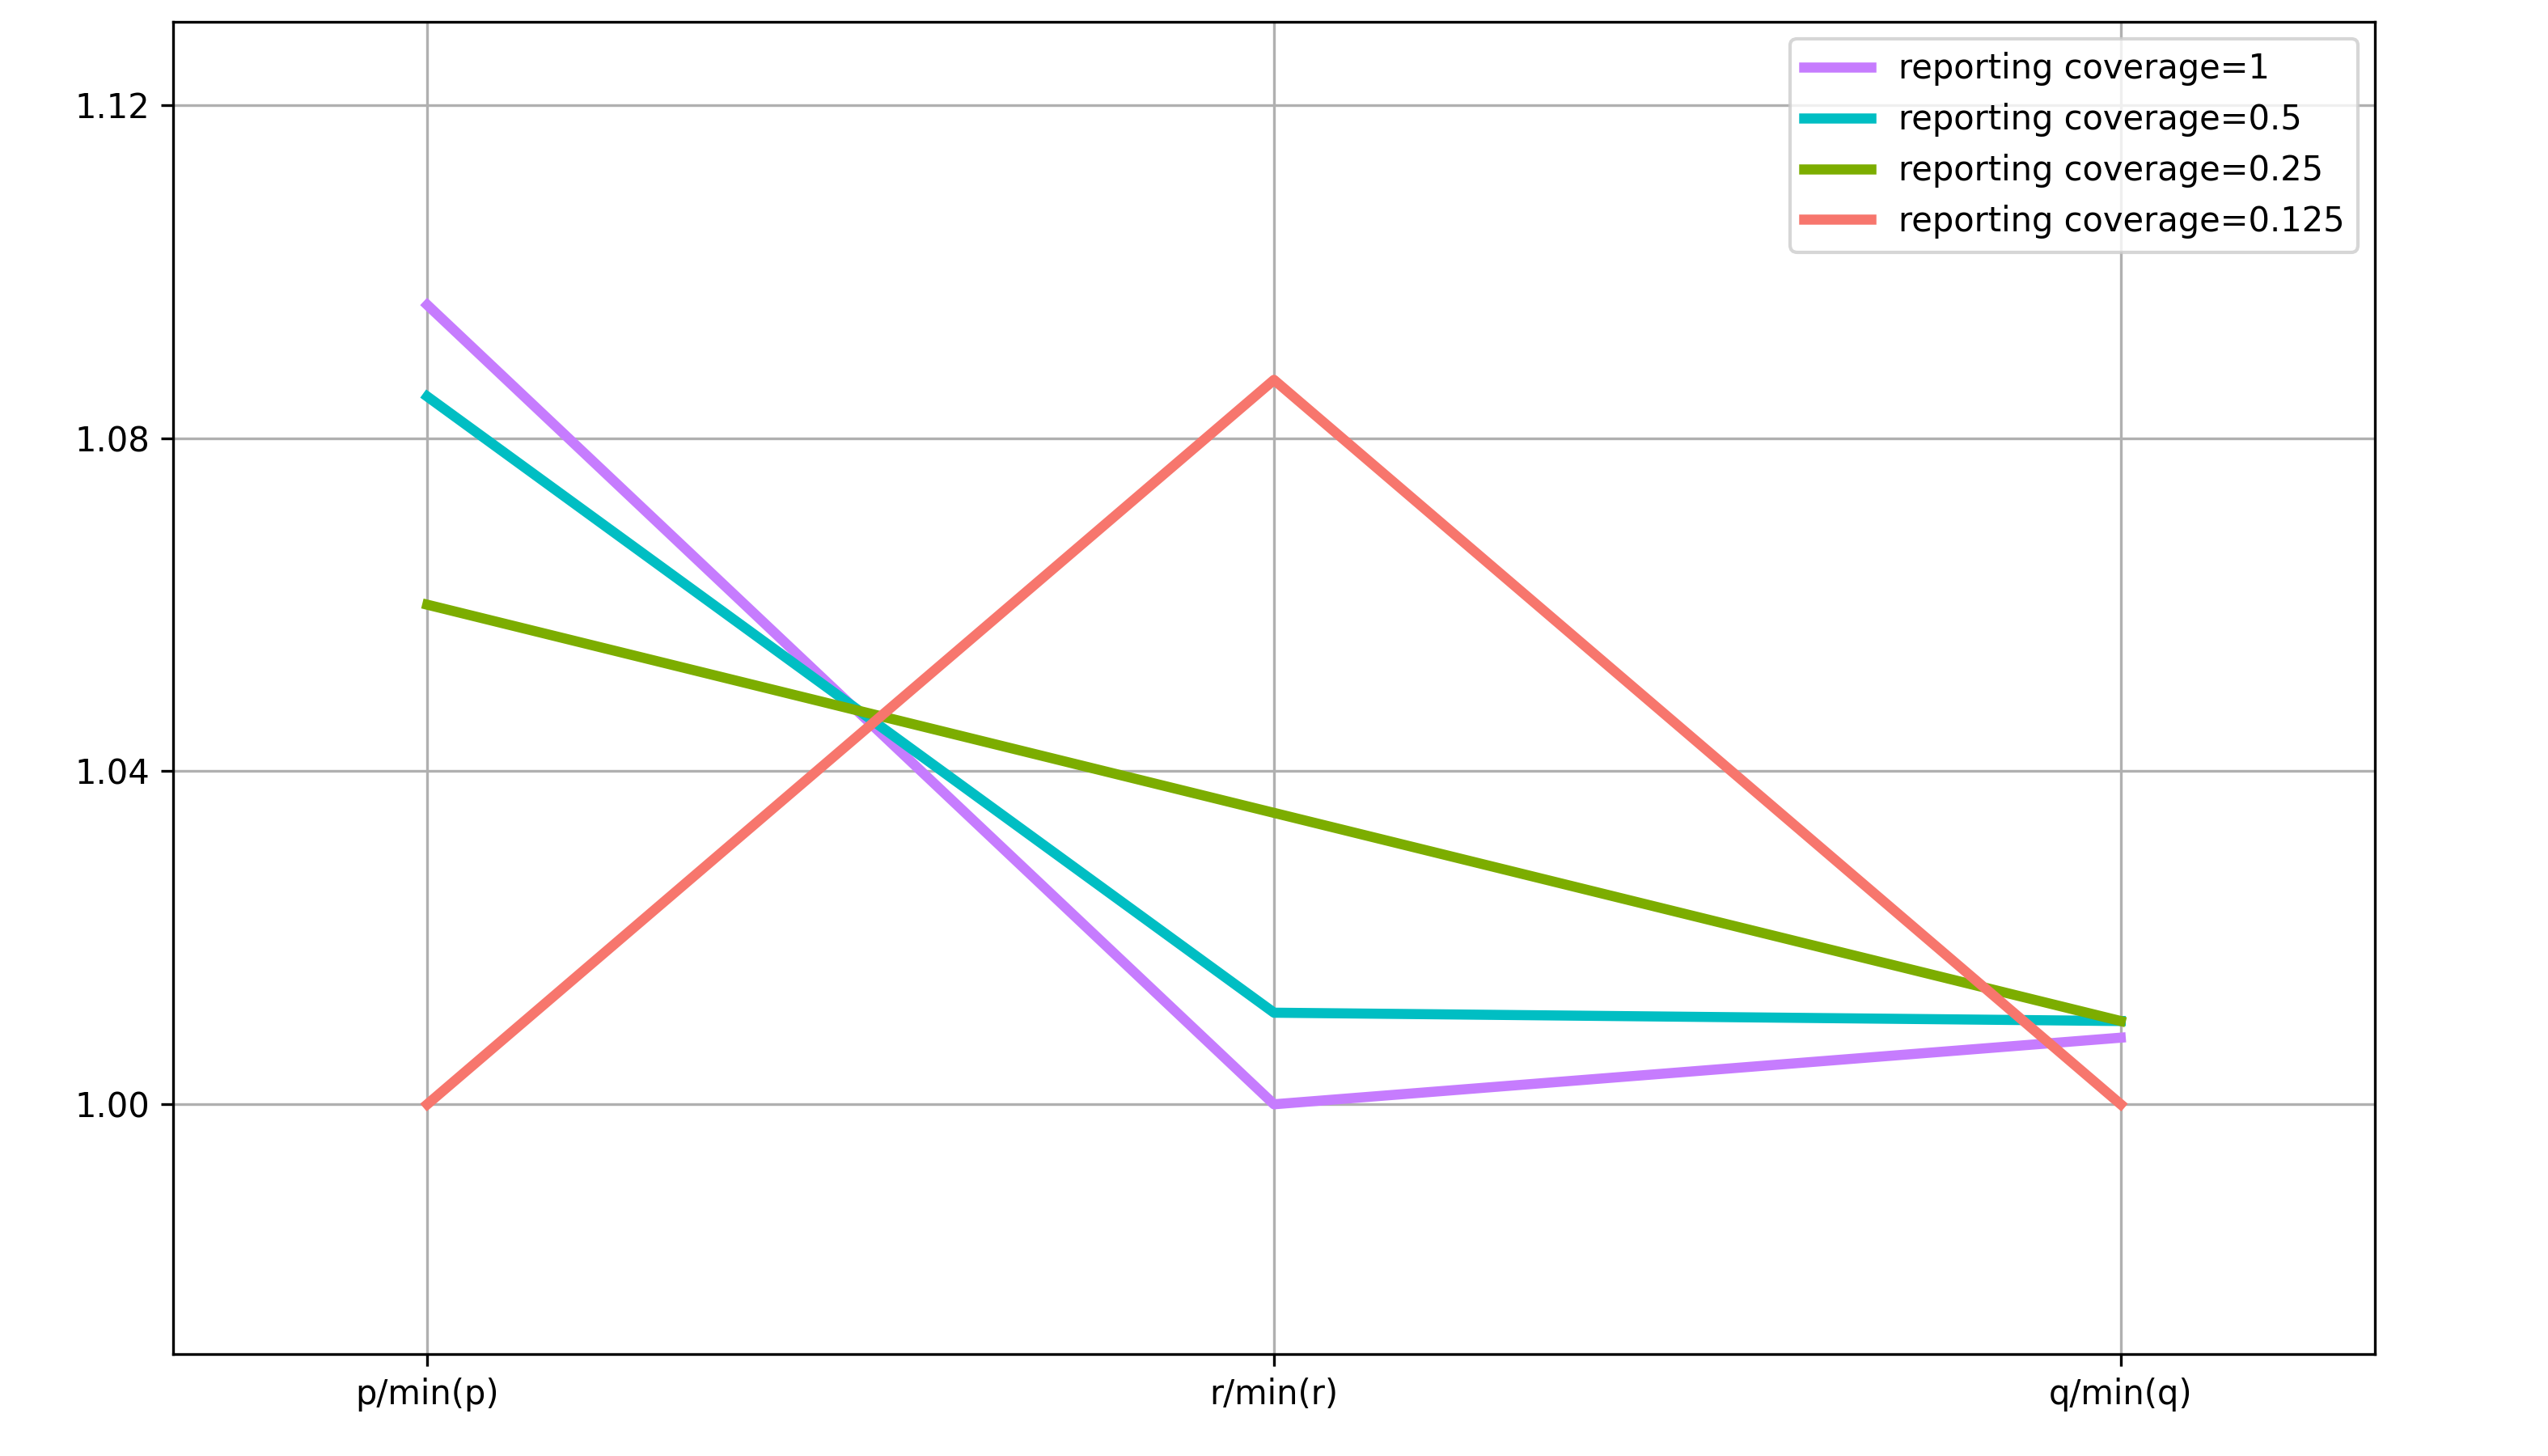 reporting coverage=1
reporting coverage=0.5
reporting coverage=0.25
reporting coverage=0.125
1.12
1.08
1.04
1.00
p/min(p) r/min(r) q/min(q)